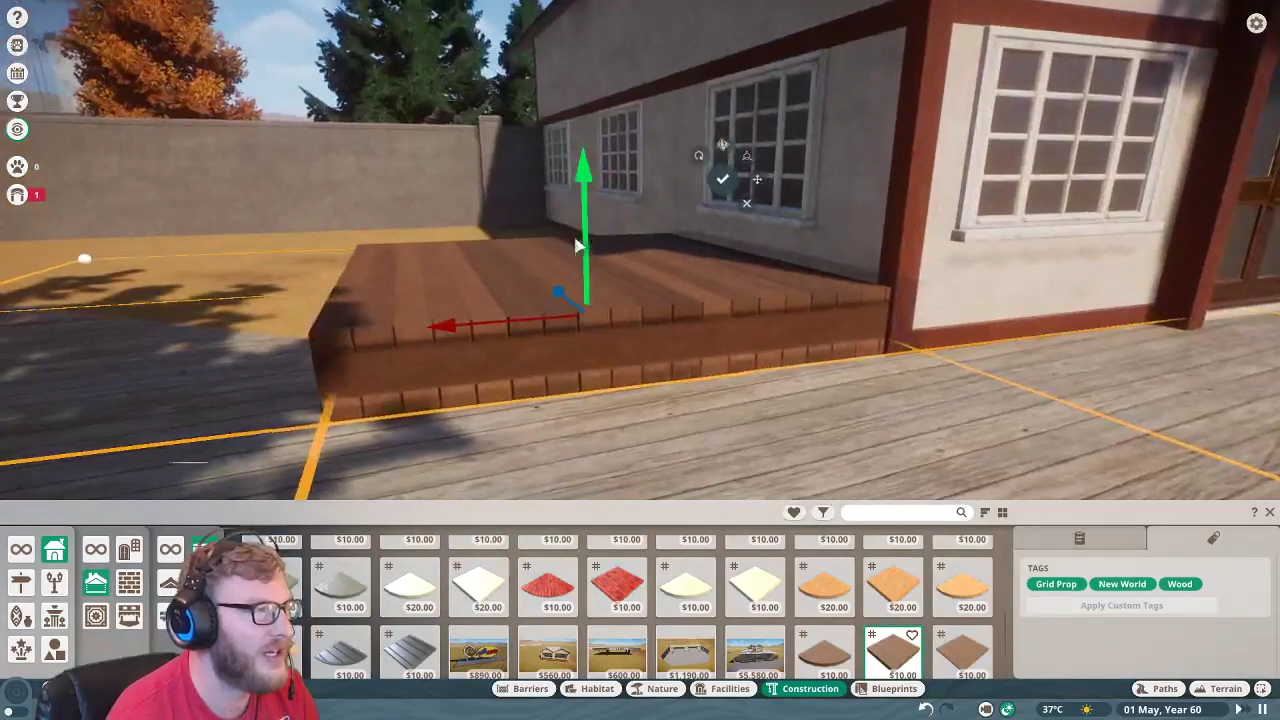 ?
0
1
? ✕
$10.00 $10.00 $10.00 $10.00 $10.00 $10.00 $10.00 $10.00 $10.00 $10.00
TAGS
Grid Prop New World Wood
Apply Custom Tags
$10.00 $20.00 $20.00 $10.00 $10.00 $10.00 $10.00 $20.00 $20.00 $20.00
$10.00 $10.00 $890.00 $560.00 $600.00 $1,190.00 $5,580.00 $10.00 $10.00 $10.00
Barriers Habitat Nature Facilities Construction Blueprints Paths Terrain
37°C 01 May, Year 60